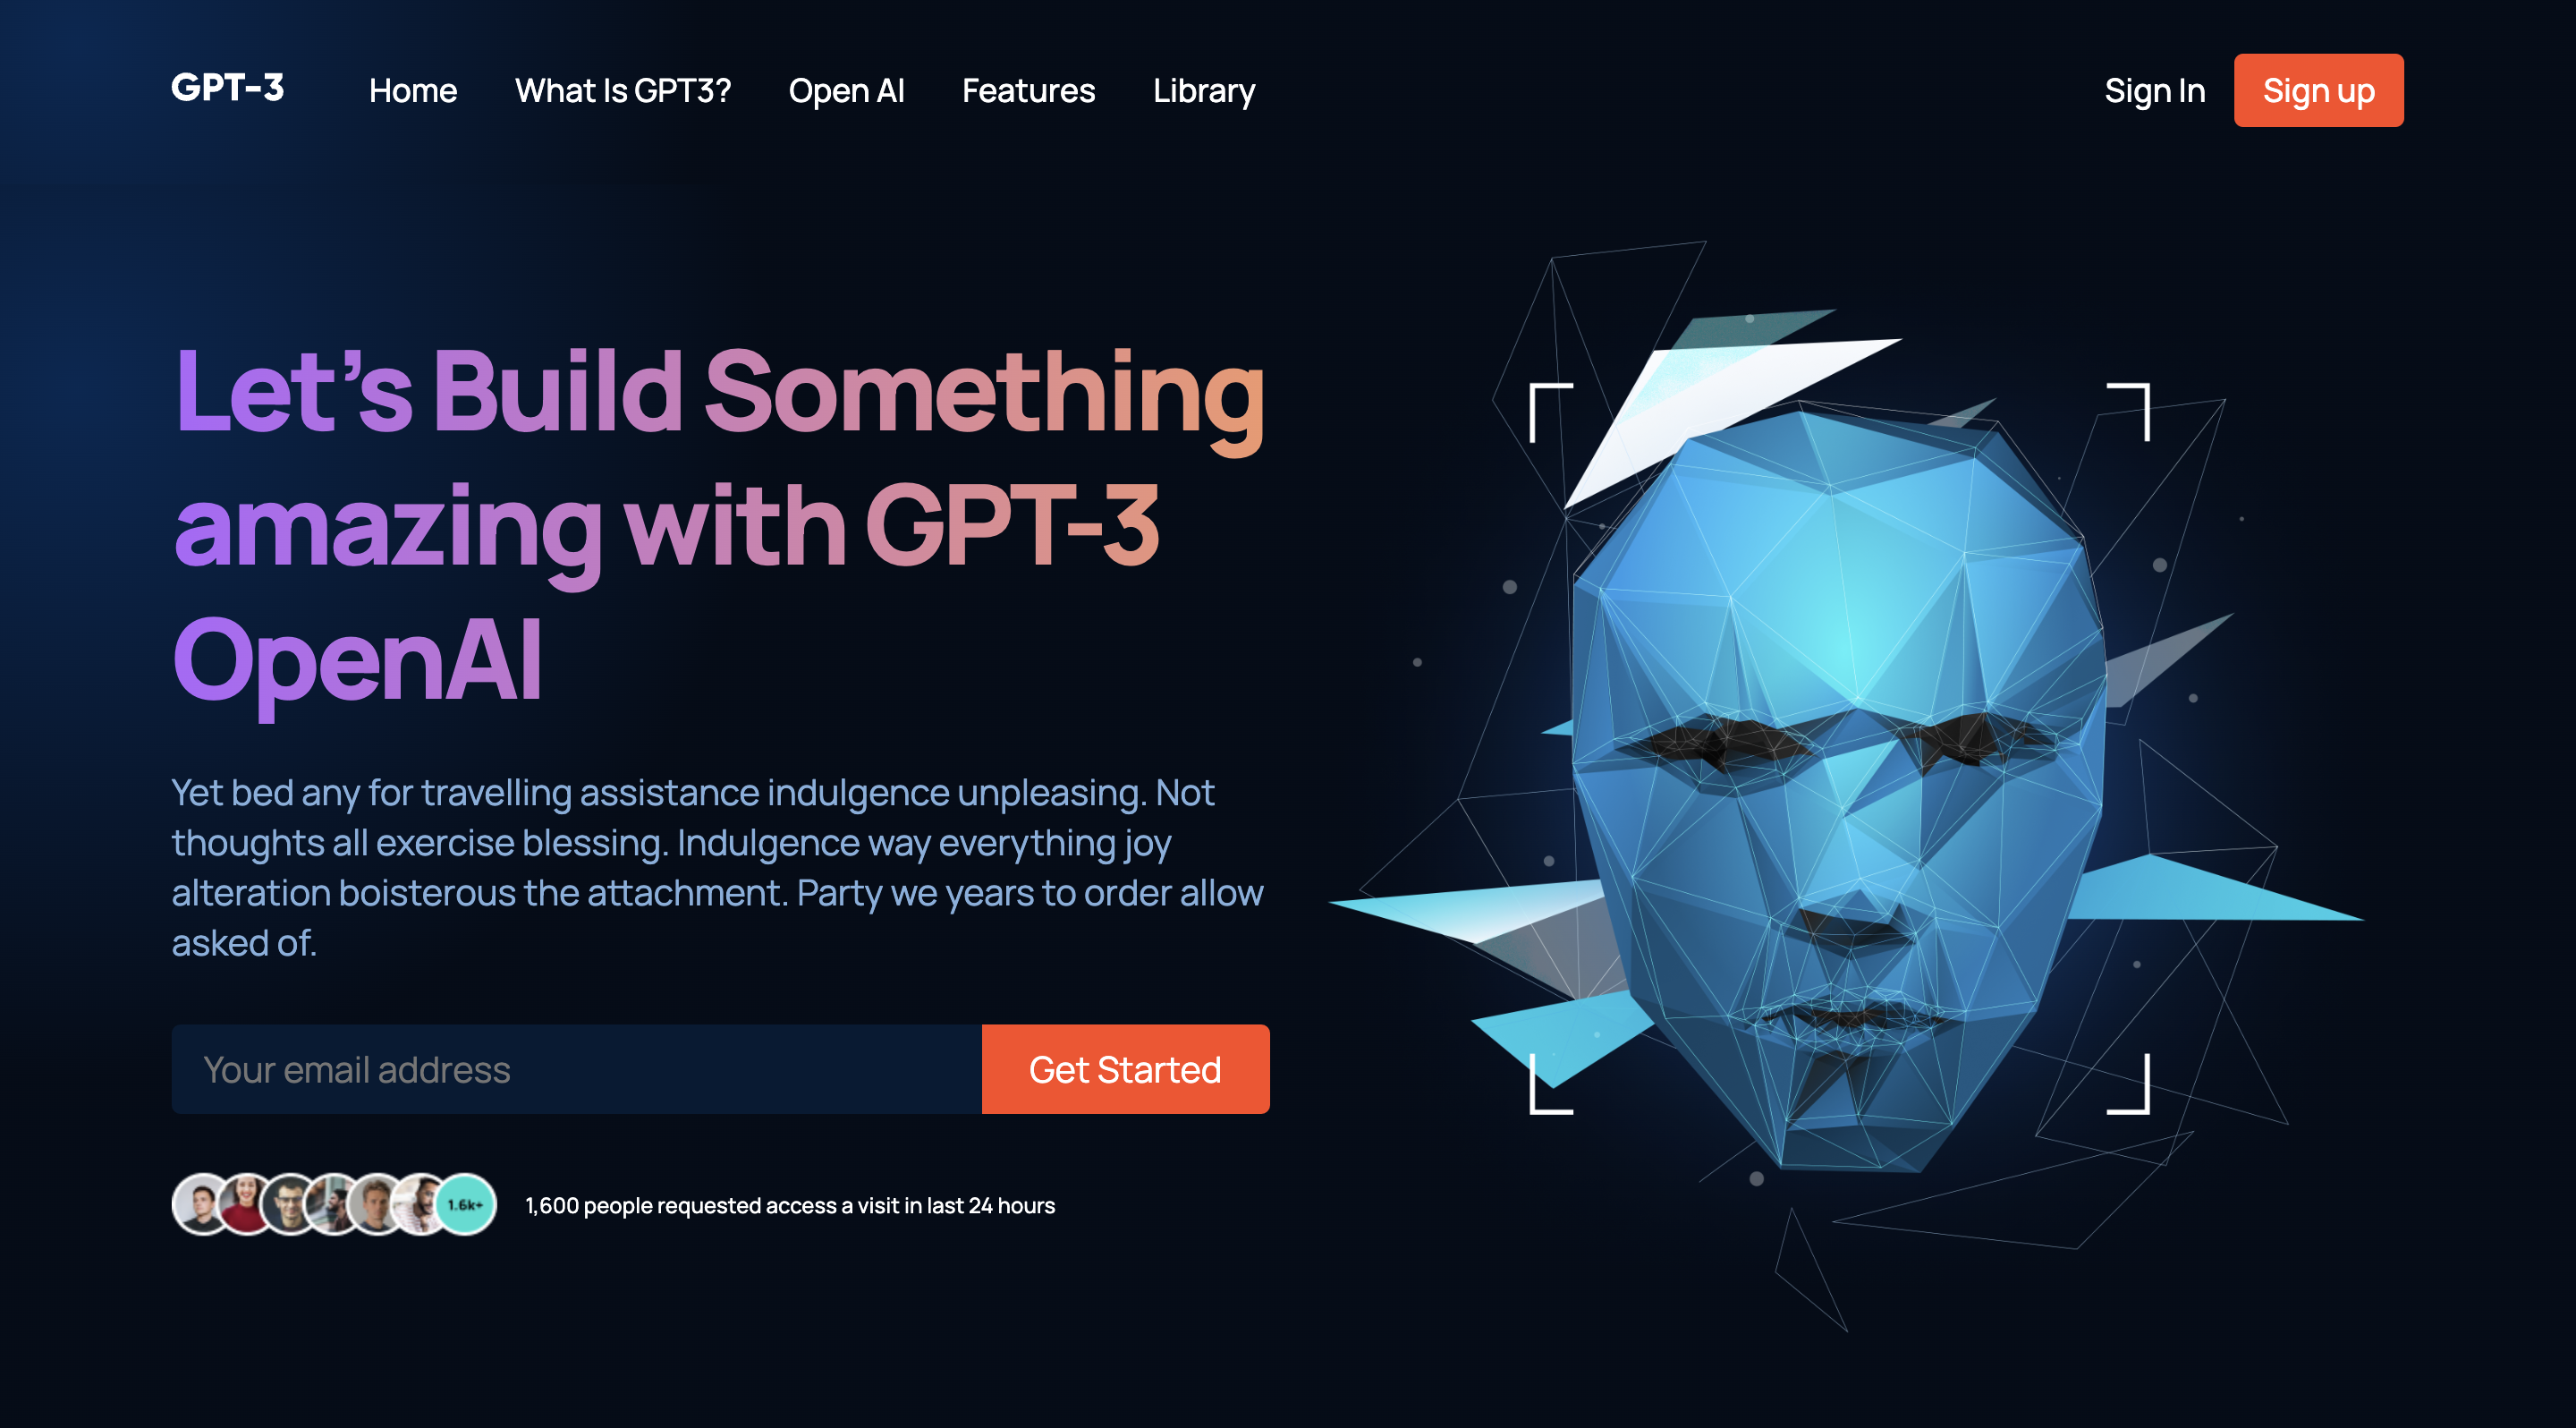 GPT-3
Home
What Is GPT3?
Open AI
Features
Library
Sign In
Sign up
Let’s Build Something
amazing with GPT-3
OpenAI
Yet bed any for travelling assistance indulgence unpleasing. Not
thoughts all exercise blessing. Indulgence way everything joy
alteration boisterous the attachment. Party we years to order allow
asked of.
Your email address
Get Started
1.6k+
1,600 people requested access a visit in last 24 hours